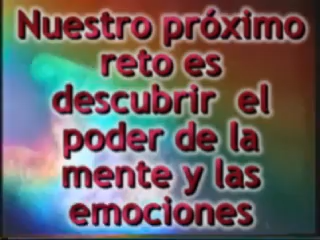 Nuestro próximo
reto es
descubrir el
poder de la
mente y las
emociones